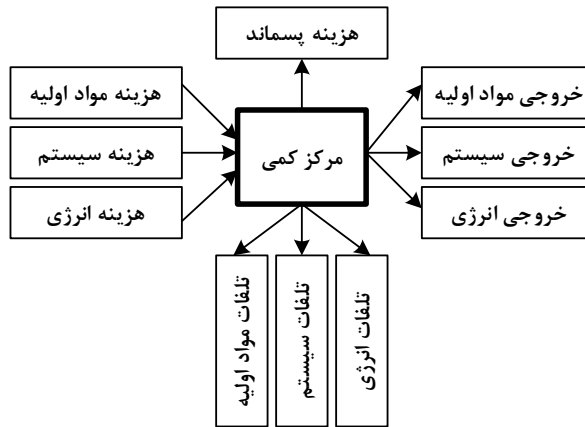 هزینه پسماند
هزینه مواد اولیه
خروجی مواد اولیه
هزینه سیستم
مرکز کمی
خروجی سیستم
هزینه انرژی
خروجی انرژی
تلفات مواد اولیه
تلفات سیستم
تلفات انرژی